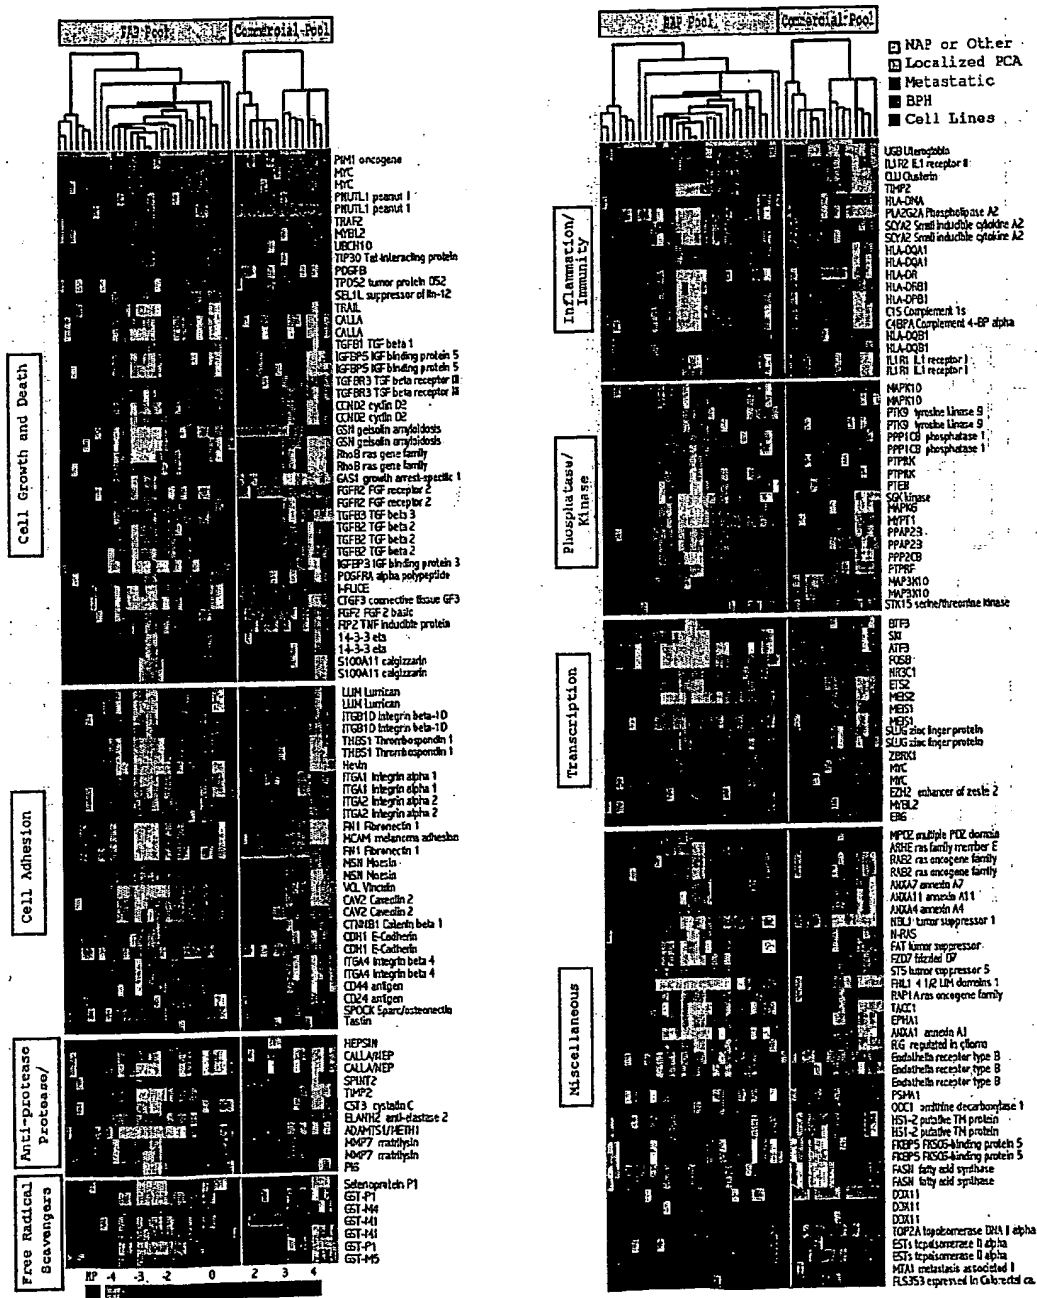 Commercial Pool
Cell Growth and Death
PIM1 oncogene
MYC
MYC
PNUTL1 peanut 1
PNUTL1 peanut 1
TRAF2
MYBL2
UBCH10
TIP30 Tat-interacting protein
PDGFB
TPD52 tumor protein D52
SEL1L suppressor of lin-12
TRAIL
CALLA
CALLA
TGFB1 TGF beta 1
IGFBP5 IGF binding protein 5
IGFBP5 IGF binding protein 5
TGFBR3 TGF beta receptor III
TGFBR3 TGF beta receptor III
CCND2 cyclin D2
CCND2 cyclin D2
GSN gelsolin amyloidosis
GSN gelsolin amyloidosis
RhoB ras gene family
RhoB ras gene family
GAS1 growth arrest-specific 1
FGFR2 FGF receptor 2
FGFR2 FGF receptor 2
TGFB3 TGF beta 3
TGFB2 TGF beta 2
TGFB2 TGF beta 2
TGFB2 TGF beta 2
IGFBP3 IGF binding protein 3
PDGFRA alpha polypeptide
I-FLICE
CTGF3 connective tissue GF3
FGF2 FGF 2 basic
FIP2 TNF inducible protein
14-3-3 eta
14-3-3 eta
S100A11 calgizzarin
S100A11 calgizzarin
Cell Adhesion
LUM Lumican
LUM Lumican
ITGB1D Integrin beta-1D
ITGB1D Integrin beta-1D
THBS1 Thrombospondin 1
THBS1 Thrombospondin 1
Hevin
ITGA1 Integrin alpha 1
ITGA1 Integrin alpha 1
ITGA2 Integrin alpha 2
ITGA2 Integrin alpha 2
FN1 Fibronectin 1
MCAM melanoma adhesion
FN1 Fibronectin 1
MSN Moesin
MSN Moesin
VCL Vinculin
CAV2 Caveolin 2
CAV2 Caveolin 2
CTNNB1 Catenin beta 1
CDH1 E-Cadherin
CDH1 E-Cadherin
ITGA4 Integrin beta 4
ITGA4 Integrin beta 4
CD44 antigen
CD24 antigen
SPOCK Sparc/osteonectin
Tastin
Anti-protease/
Protease/
HEPSIN
CALLA/NEP
CALLA/NEP
SPINT2
TIMP2
CST3 cystatin C
ELANH2 anti-elastase 2
ADAMTS1/METH1
MMP7 matrilysin
MMP7 matrilysin
PI6
Free Radical
Scavangers
Selenoprotein P1
GST-P1
GST-M4
GST-M1
GST-M1
GST-P1
GST-M5
-4 -3 -2 0 2 3 4
Commercial Pool
NAP or Other
Localized PCA
Metastatic
BPH
Cell Lines
Inflammation/
Immunity
UGB Uteroglobin
IL1R2 IL1 receptor II
CLU Clusterin
TIMP2
HLA-DMA
PLA2G2A Phospholipase A2
SCYA2 Small inducible cytokine A2
SCYA2 Small inducible cytokine A2
HLA-DQA1
HLA-DQA1
HLA-DR
HLA-DRB1
HLA-DPB1
C1S Complement 1s
C4BPA Complement 4-BP alpha
HLA-DQB1
HLA-DQB1
IL1R1 IL1 receptor I
IL1R1 IL1 receptor I
Phosphatase/
Kinase
MAPK10
MAPK10
PTK9 tyrosine kinase 9
PTK9 tyrosine kinase 9
PPP1CB phosphatase 1
PPP1CB phosphatase 1
PTPRK
PTPRK
SGK kinase
MAPK6
MYPT1
PPAP2B
PPAP2B
PPP2CB
PTPRF
MAP3K10
MAP3K10
STK15 serine/threonine kinase
Transcription
BTF3
SKI
ATF3
FOSB
NR3C1
ETS2
MEIS2
MEIS1
MEIS1
SLUG zinc finger protein
SLUG zinc finger protein
ZBRK1
MYC
MYC
EZH2 enhancer of zeste 2
MYBL2
ERG
Miscellaneous
MPDZ multiple PDZ domain
ARHE ras family member E
RAB2 ras oncogene family
RAB2 ras oncogene family
ANXA7 annexin A7
ANXA11 annexin A11
ANXA4 annexin A4
NBL1 tumor suppressor 1
N-RAS
FAT tumor suppressor
FZD7 frizzled D7
ST5 tumor suppressor 5
FHL1 4 1/2 LIM domains 1
RAP1A ras oncogene family
TACC1
EPHA1
ANXA1 annexin A1
RIG regulated in glioma
Endothelin receptor type B
Endothelin receptor type B
Endothelin receptor type B
PSMA1
ODC1 ornithine decarboxylase 1
HS1-2 putative TM protein
HS1-2 putative TM protein
FKBP5 FK506-binding protein 5
FKBP5 FK506-binding protein 5
FASN fatty acid synthase
FASN fatty acid synthase
DDX11
DDX11
DDX11
TOP2A topoisomerase DNA II alpha
ESTs topoisomerase II alpha
ESTs topoisomerase II alpha
MTA1 metastasis associated 1
FLS353 expressed in Colorectal ca.